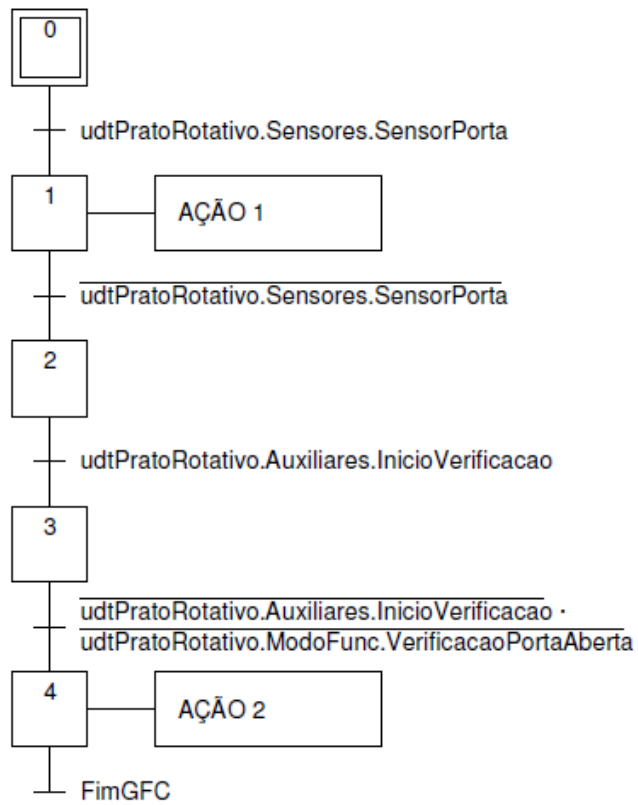 0
udtPratoRotativo.Sensores.SensorPorta
1
AÇÃO 1
udtPratoRotativo.Sensores.SensorPorta
2
udtPratoRotativo.Auxiliares.InicioVerificacao
3
udtPratoRotativo.Auxiliares.InicioVerificacao ·
udtPratoRotativo.ModoFunc.VerificacaoPortaAberta
4
AÇÃO 2
FimGFC